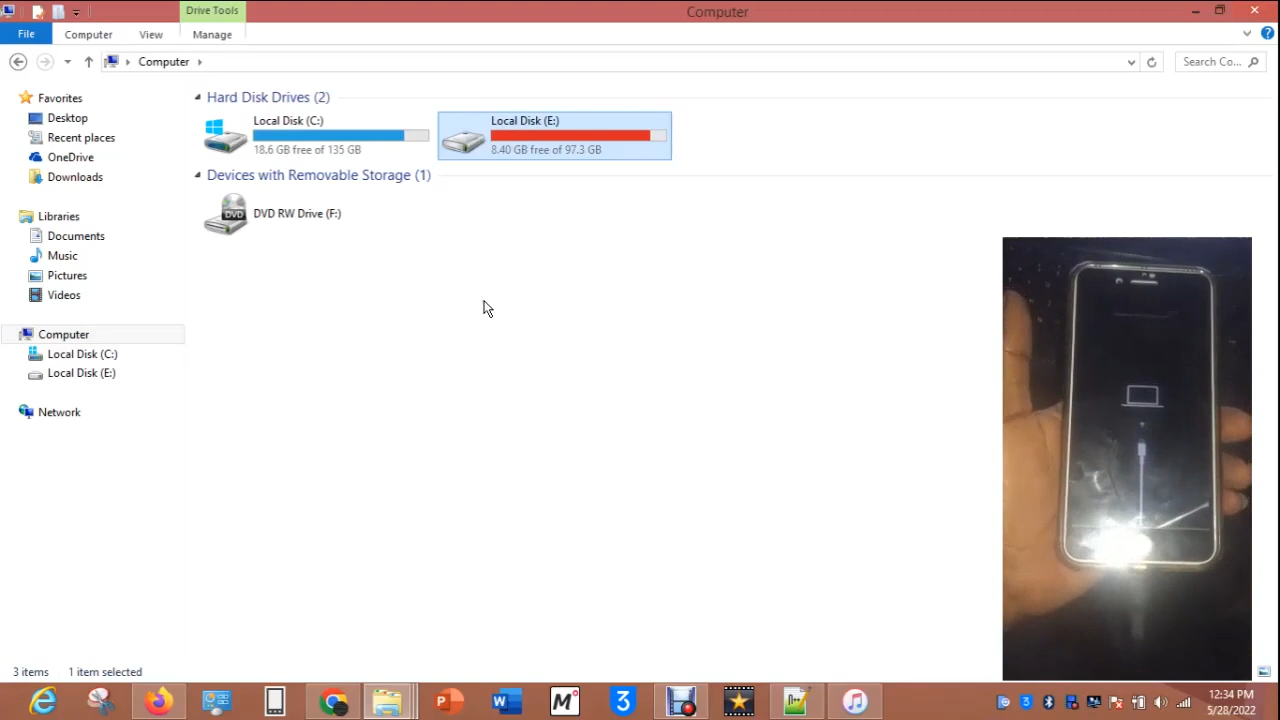 Drive Tools
Computer
File
Computer
View
Manage
Computer
Search Co...
Favorites
Desktop
Recent places
OneDrive
Downloads
Libraries
Documents
Music
Pictures
Videos
Computer
Local Disk (C:)
Local Disk (E:)
Network
Hard Disk Drives (2)
Local Disk (C:)
18.6 GB free of 135 GB
Local Disk (E:)
8.40 GB free of 97.3 GB
Devices with Removable Storage (1)
DVD
DVD RW Drive (F:)
3 items
1 item selected
12:34 PM
5/28/2022